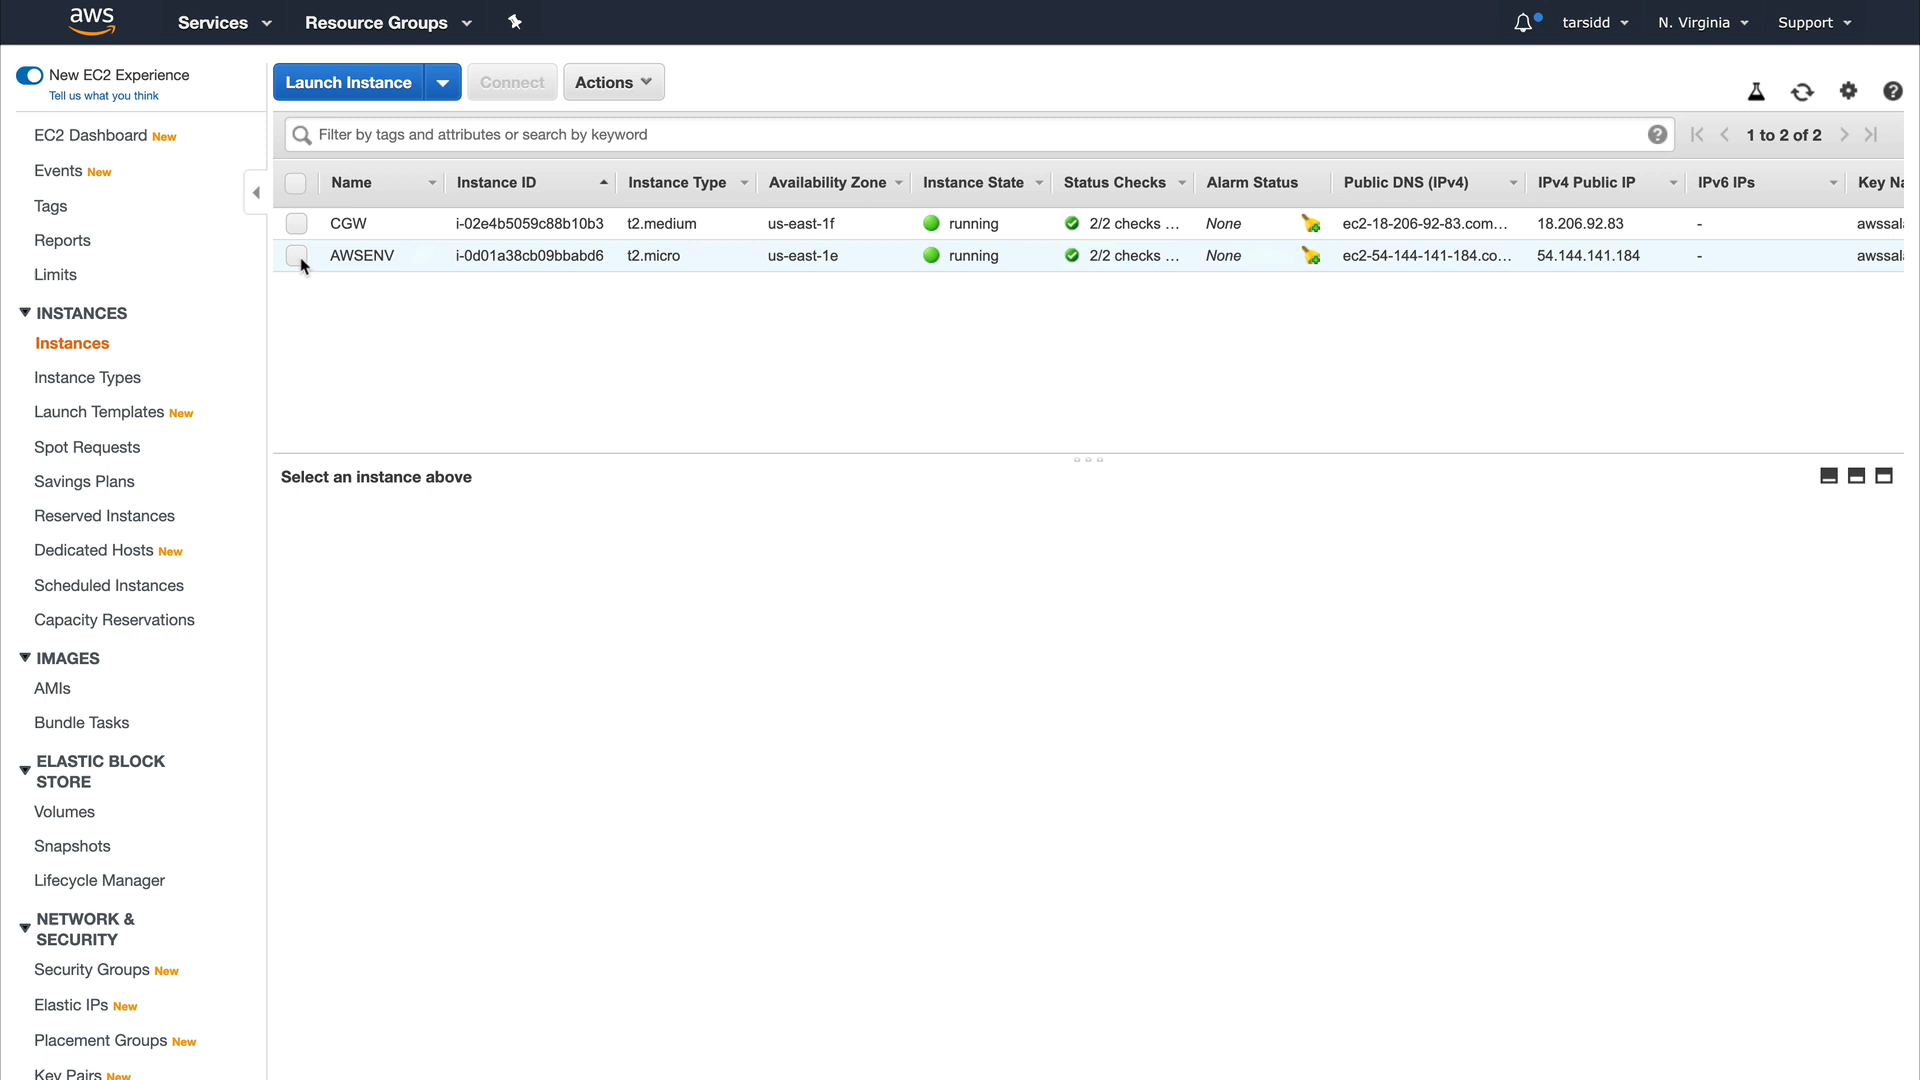 aws Services Resource Groups tarsidd N. Virginia Support
New EC2 Experience
Tell us what you think
Launch Instance Connect Actions
Filter by tags and attributes or search by keyword 1 to 2 of 2
Name Instance ID Instance Type Availability Zone Instance State Status Checks Alarm Status Public DNS (IPv4) IPv4 Public IP IPv6 IPs Key Na
CGW i-02e4b5059c88b10b3 t2.medium us-east-1f running 2/2 checks ... None ec2-18-206-92-83.com... 18.206.92.83 - awssal
AWSENV i-0d01a38cb09bbabd6 t2.micro us-east-1e running 2/2 checks ... None ec2-54-144-141-184.co... 54.144.141.184 - awssal
Select an instance above
EC2 Dashboard New
Events New
Tags
Reports
Limits
INSTANCES
Instances
Instance Types
Launch Templates New
Spot Requests
Savings Plans
Reserved Instances
Dedicated Hosts New
Scheduled Instances
Capacity Reservations
IMAGES
AMIs
Bundle Tasks
ELASTIC BLOCK
STORE
Volumes
Snapshots
Lifecycle Manager
NETWORK &
SECURITY
Security Groups New
Elastic IPs New
Placement Groups New
Key Pairs New